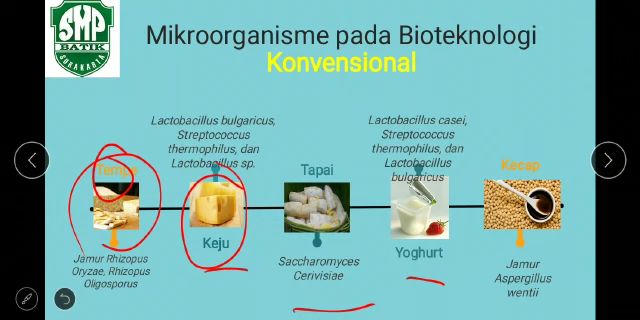 SMP
BATIK
SURAKARTA
Mikroorganisme pada Bioteknologi
Konvensional
Tempe
Jamur Rhizopus
Oryzae, Rhizopus
Oligosporus
Lactobacillus bulgaricus,
Streptococcus
thermophilus, dan
Lactobacillus sp.
Keju
Tapai
Saccharomyces
Cerivisiae
Lactobacillus casei,
Streptococcus
thermophilus, dan
Lactobacillus
bulgaricus
Yoghurt
Kecap
Jamur
Aspergillus
wentii